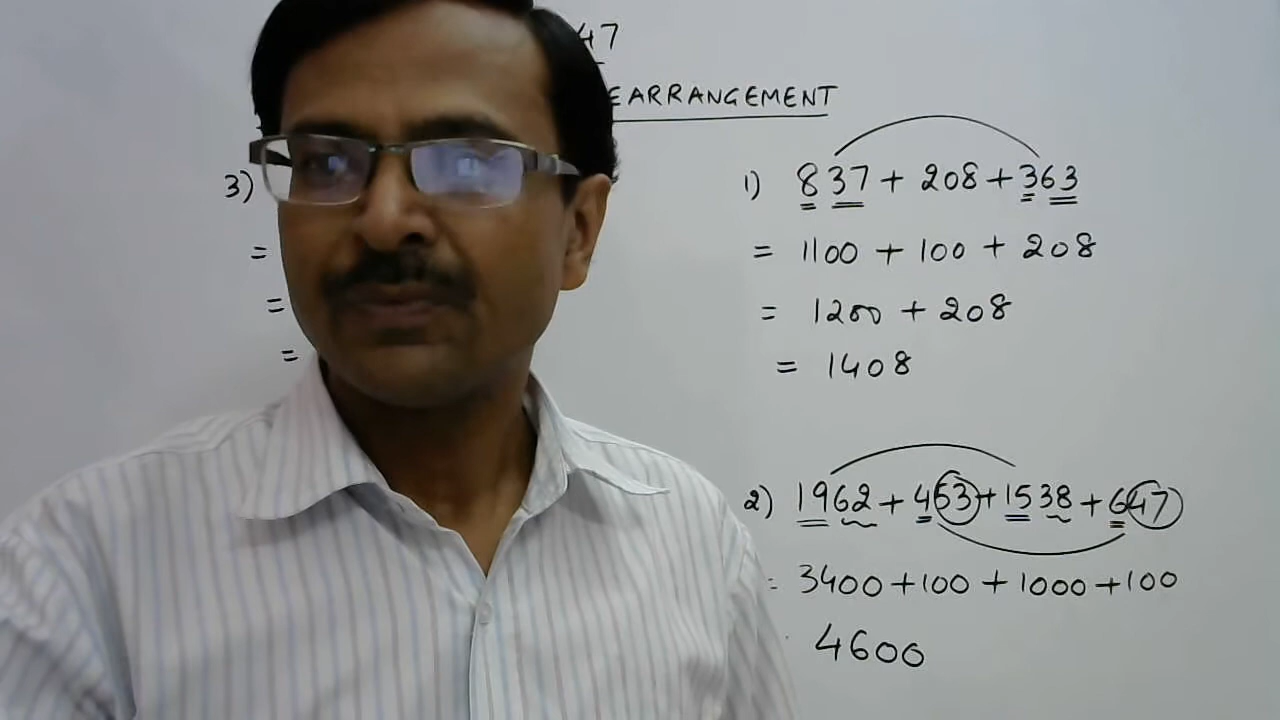 47
EARRANGEMENT
3)
=
=
=
1) 837 + 208 + 363
= 1100 + 100 + 208
= 1200 + 208
= 1408
2) 1962 + 453 + 1538 + 647
= 3400 + 100 + 1000 + 100
4600